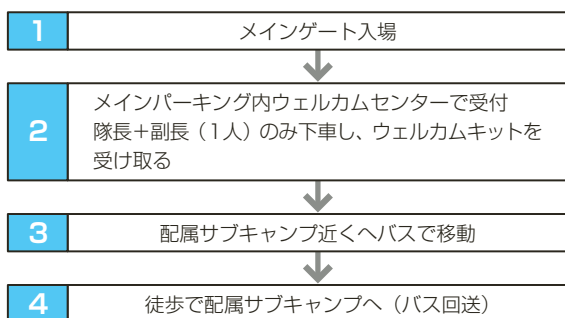 1 メインゲート入場
2 メインパーキング内ウェルカムセンターで受付
隊長＋副長（1人）のみ下車し、ウェルカムキットを
受け取る
3 配属サブキャンプ近くへバスで移動
4 徒歩で配属サブキャンプへ（バス回送）